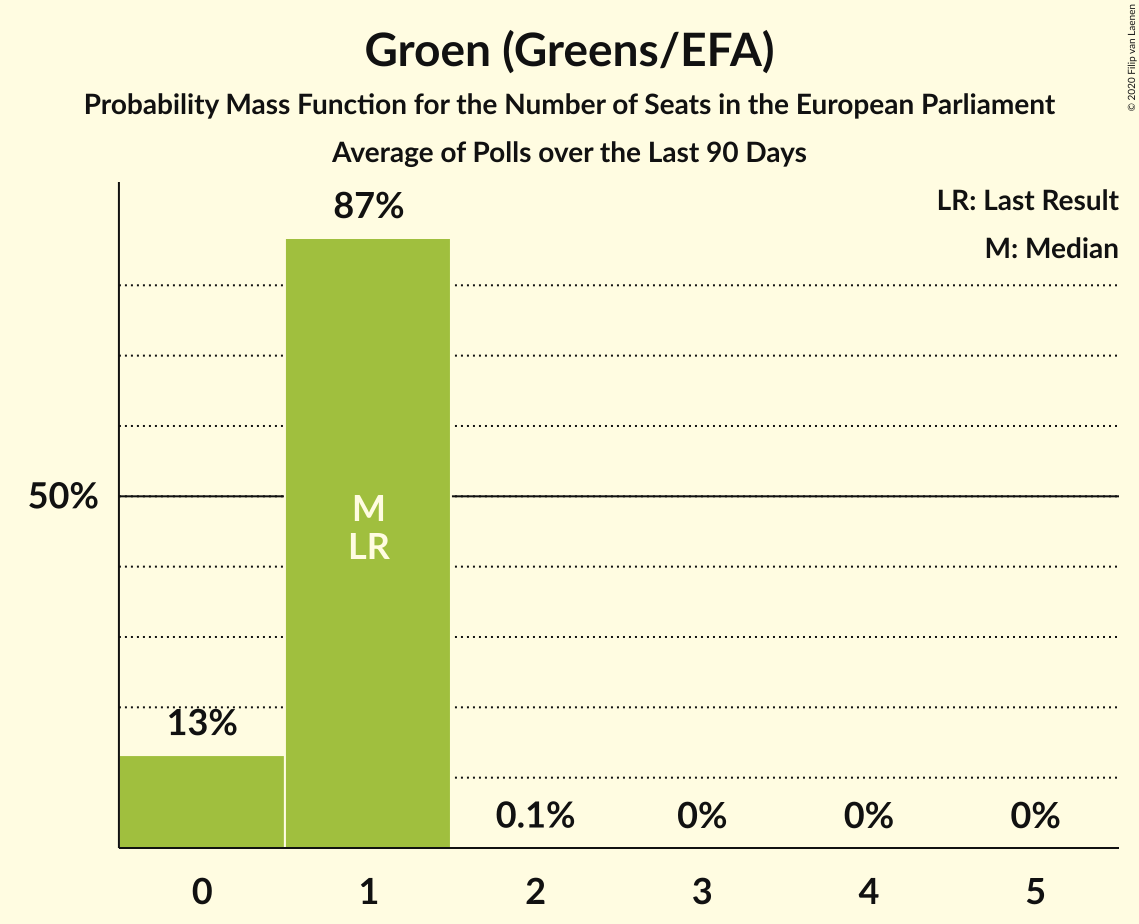 Groen (Greens/EFA)
Probability Mass Function for the Number of Seats in the European Parliament
Average of Polls over the Last 90 Days
© 2020 Filip van Laenen
LR: Last Result
M: Median
87%
50%
M
LR
13%
0.1%
0%
0%
0%
0
1
2
3
4
5